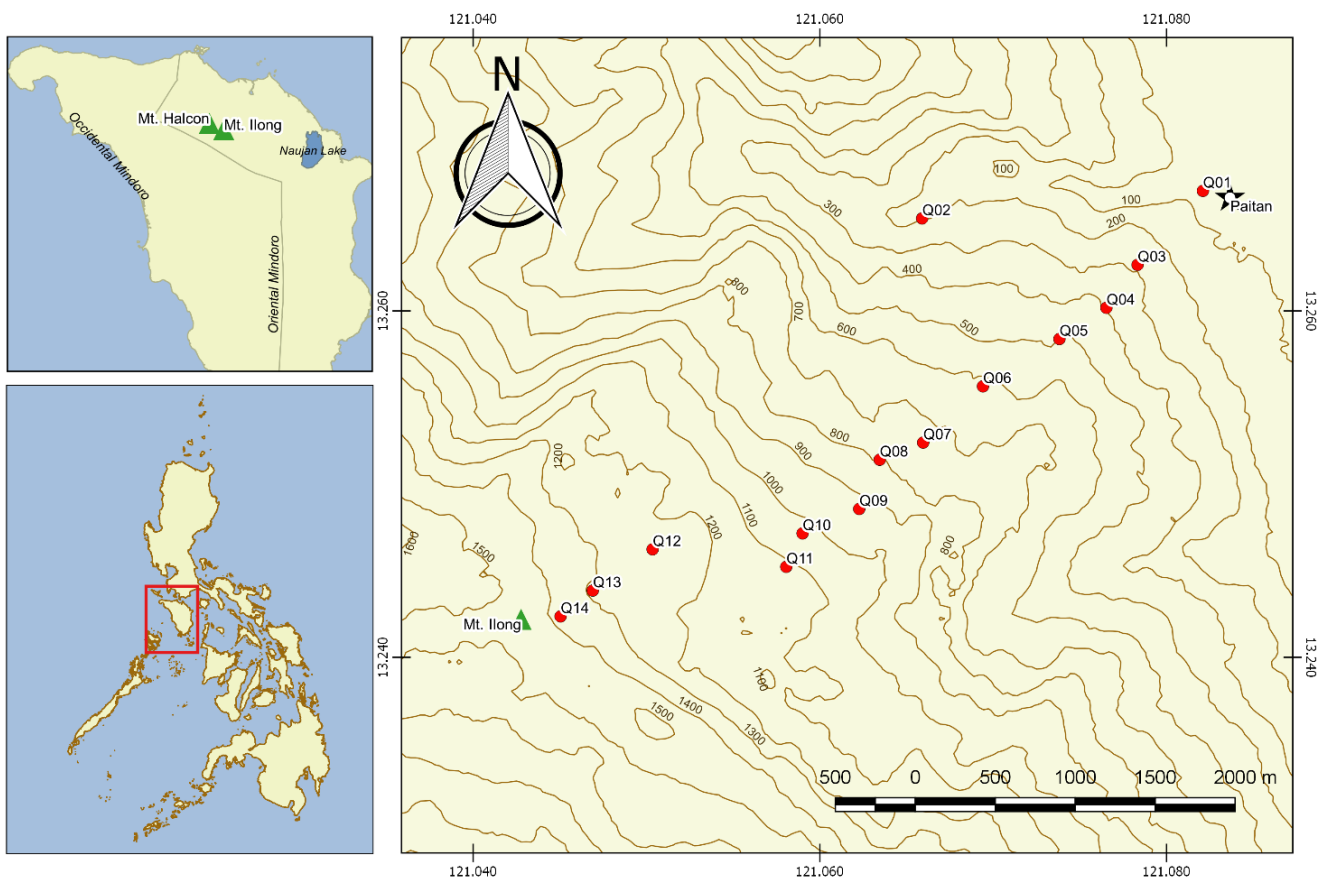 121.040
121.060
121.080
N
Mt. Halcon
Mt. Ilong
Naujan Lake
Occidental Mindoro
Oriental Mindoro
100
Q01
Paitan
100
200
Q02
300
Q03
400
800
Q04
13.260
13.260
700
600
500
Q05
Q06
800
Q07
Q08
900
1200
1000
Q09
1100
1200
Q10
Q12
1600
1500
800
Q11
Q13
Q14
Mt. Ilong
13.240
13.240
1100
1400
1500
1300
500
0
500
1000
1500
2000 m
121.040
121.060
121.080